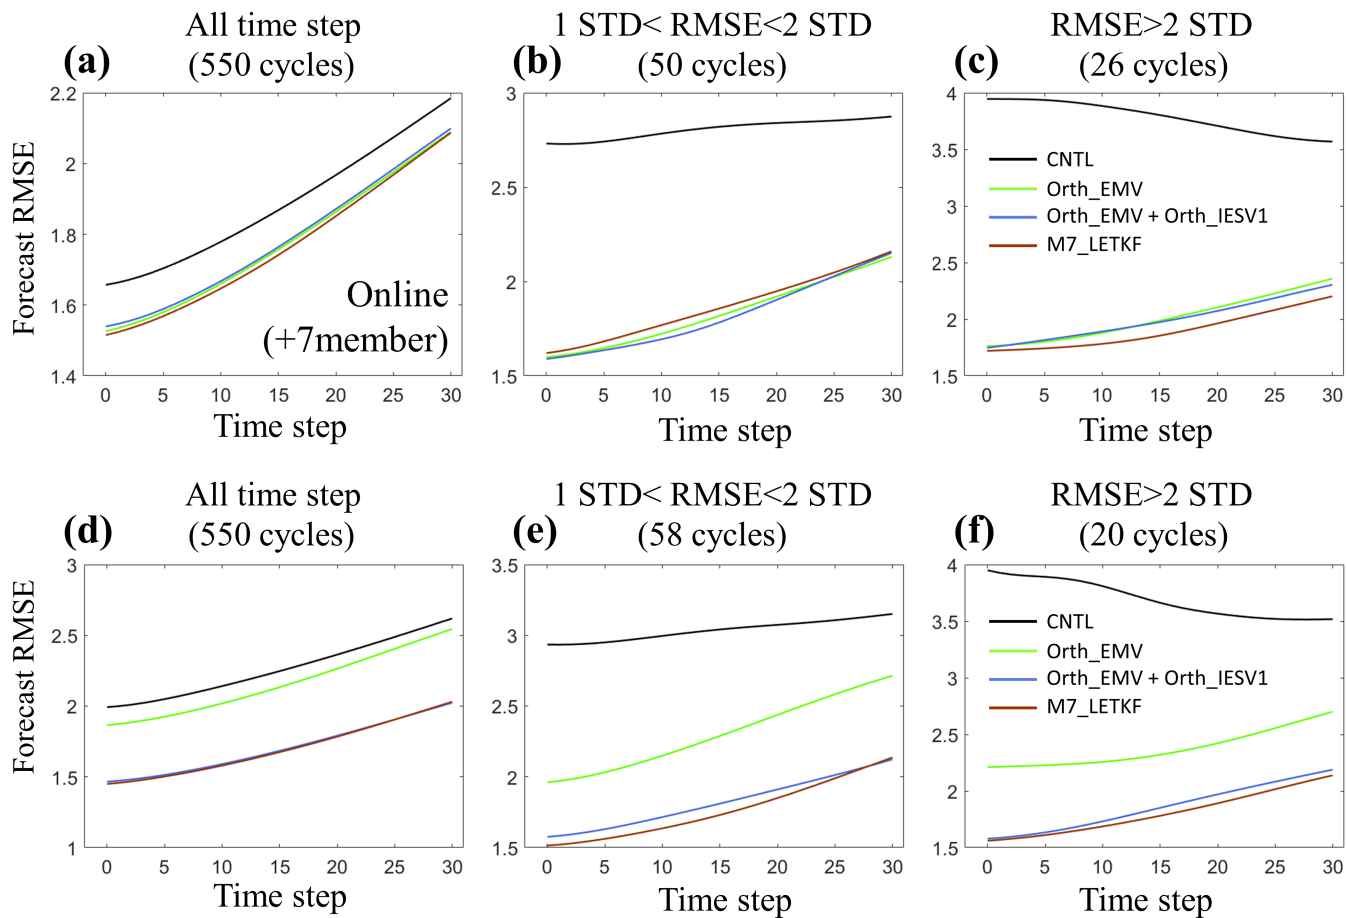 All time step
(550 cycles)
(a)
2.2
2
1.8
1.6
1.4
Forecast RMSE
Online
(+7member)
0 5 10 15 20 25 30
Time step
1 STD< RMSE<2 STD
(50 cycles)
(b)
3
2.5
2
1.5
0 5 10 15 20 25 30
Time step
RMSE>2 STD
(26 cycles)
(c)
4
3.5
3
2.5
2
1.5
CNTL
Orth_EMV
Orth_EMV + Orth_IESV1
M7_LETKF
0 5 10 15 20 25 30
Time step
All time step
(550 cycles)
(d)
3
2.5
2
1.5
1
Forecast RMSE
0 5 10 15 20 25 30
Time step
1 STD< RMSE<2 STD
(58 cycles)
(e)
3.5
3
2.5
2
1.5
0 5 10 15 20 25 30
Time step
RMSE>2 STD
(20 cycles)
(f)
4
3.5
3
2.5
2
1.5
CNTL
Orth_EMV
Orth_EMV + Orth_IESV1
M7_LETKF
0 5 10 15 20 25 30
Time step